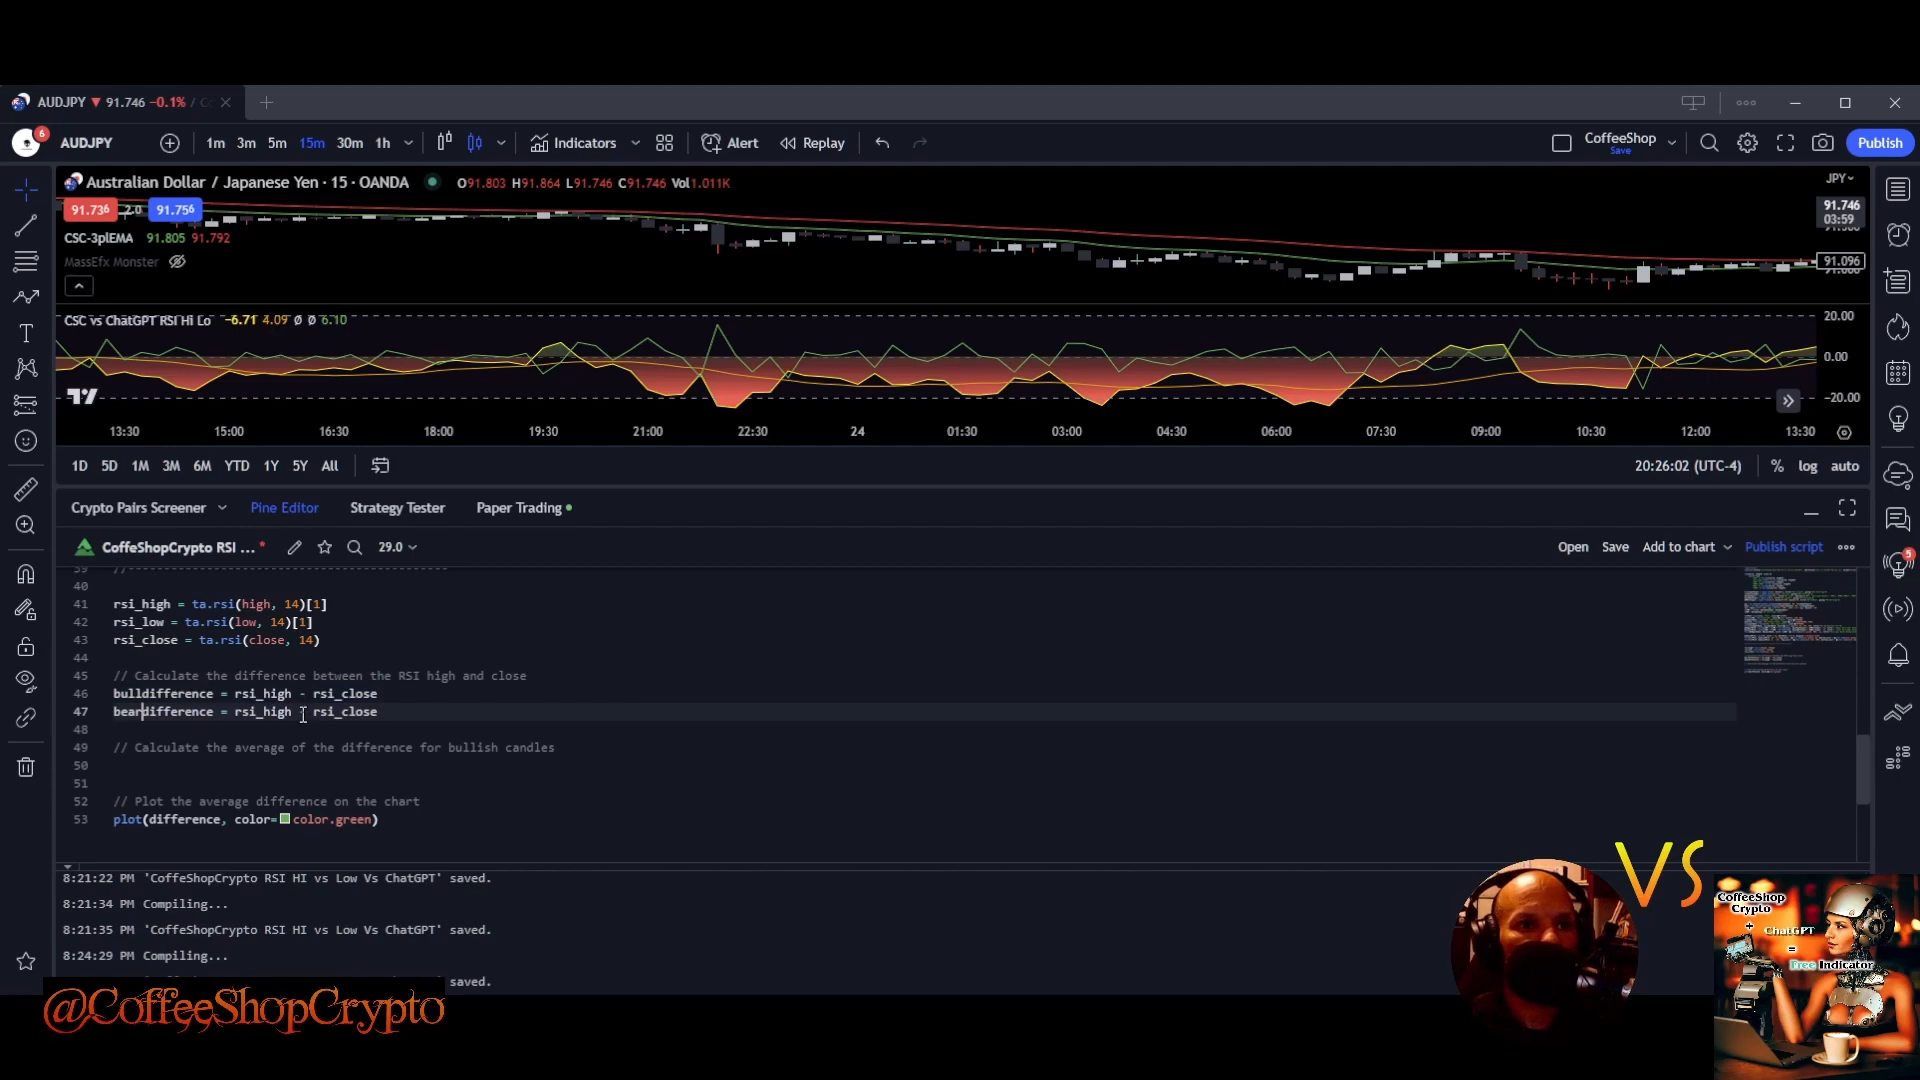 AUDJPY ▼ 91.746 −0.1% /
6
AUDJPY
1m 3m 5m 15m 30m 1h
Indicators
Alert
Replay
CoffeeShop
Save
Publish
Australian Dollar / Japanese Yen · 15 · OANDA
O91.803 H91.864 L91.746 C91.746 Vol1.011K
JPY
91.736 2.0 91.756
91.746
03:59
CSC-3plEMA 91.805 91.792
MassEfx Monster
91.096
CSC vs ChatGPT RSI Hi Lo −6.71 4.09 Ø Ø 6.10
20.00
0.00
−20.00
13:30 15:00 16:30 18:00 19:30 21:00 22:30 24 01:30 03:00 04:30 06:00 07:30 09:00 10:30 12:00 13:30
1D 5D 1M 3M 6M YTD 1Y 5Y All
20:26:02 (UTC-4) % log auto
Crypto Pairs Screener Pine Editor Strategy Tester Paper Trading
CoffeShopCrypto RSI ... * 29.0
Open Save Add to chart Publish script
5
39 //
40
41 rsi_high = ta.rsi(high, 14)[1]
42 rsi_low = ta.rsi(low, 14)[1]
43 rsi_close = ta.rsi(close, 14)
44
45 // Calculate the difference between the RSI high and close
46 bulldifference = rsi_high - rsi_close
47 beardifference = rsi_high - rsi_close
48
49 // Calculate the average of the difference for bullish candles
50
51
52 // Plot the average difference on the chart
53 plot(difference, color=color.green)
8:21:22 PM 'CoffeShopCrypto RSI HI vs Low Vs ChatGPT' saved.
8:21:34 PM Compiling...
8:21:35 PM 'CoffeShopCrypto RSI HI vs Low Vs ChatGPT' saved.
8:24:29 PM Compiling...
saved.
@CoffeeShopCrypto
VS
CoffeeShop
Crypto
+
ChatGPT
=
Free Indicator